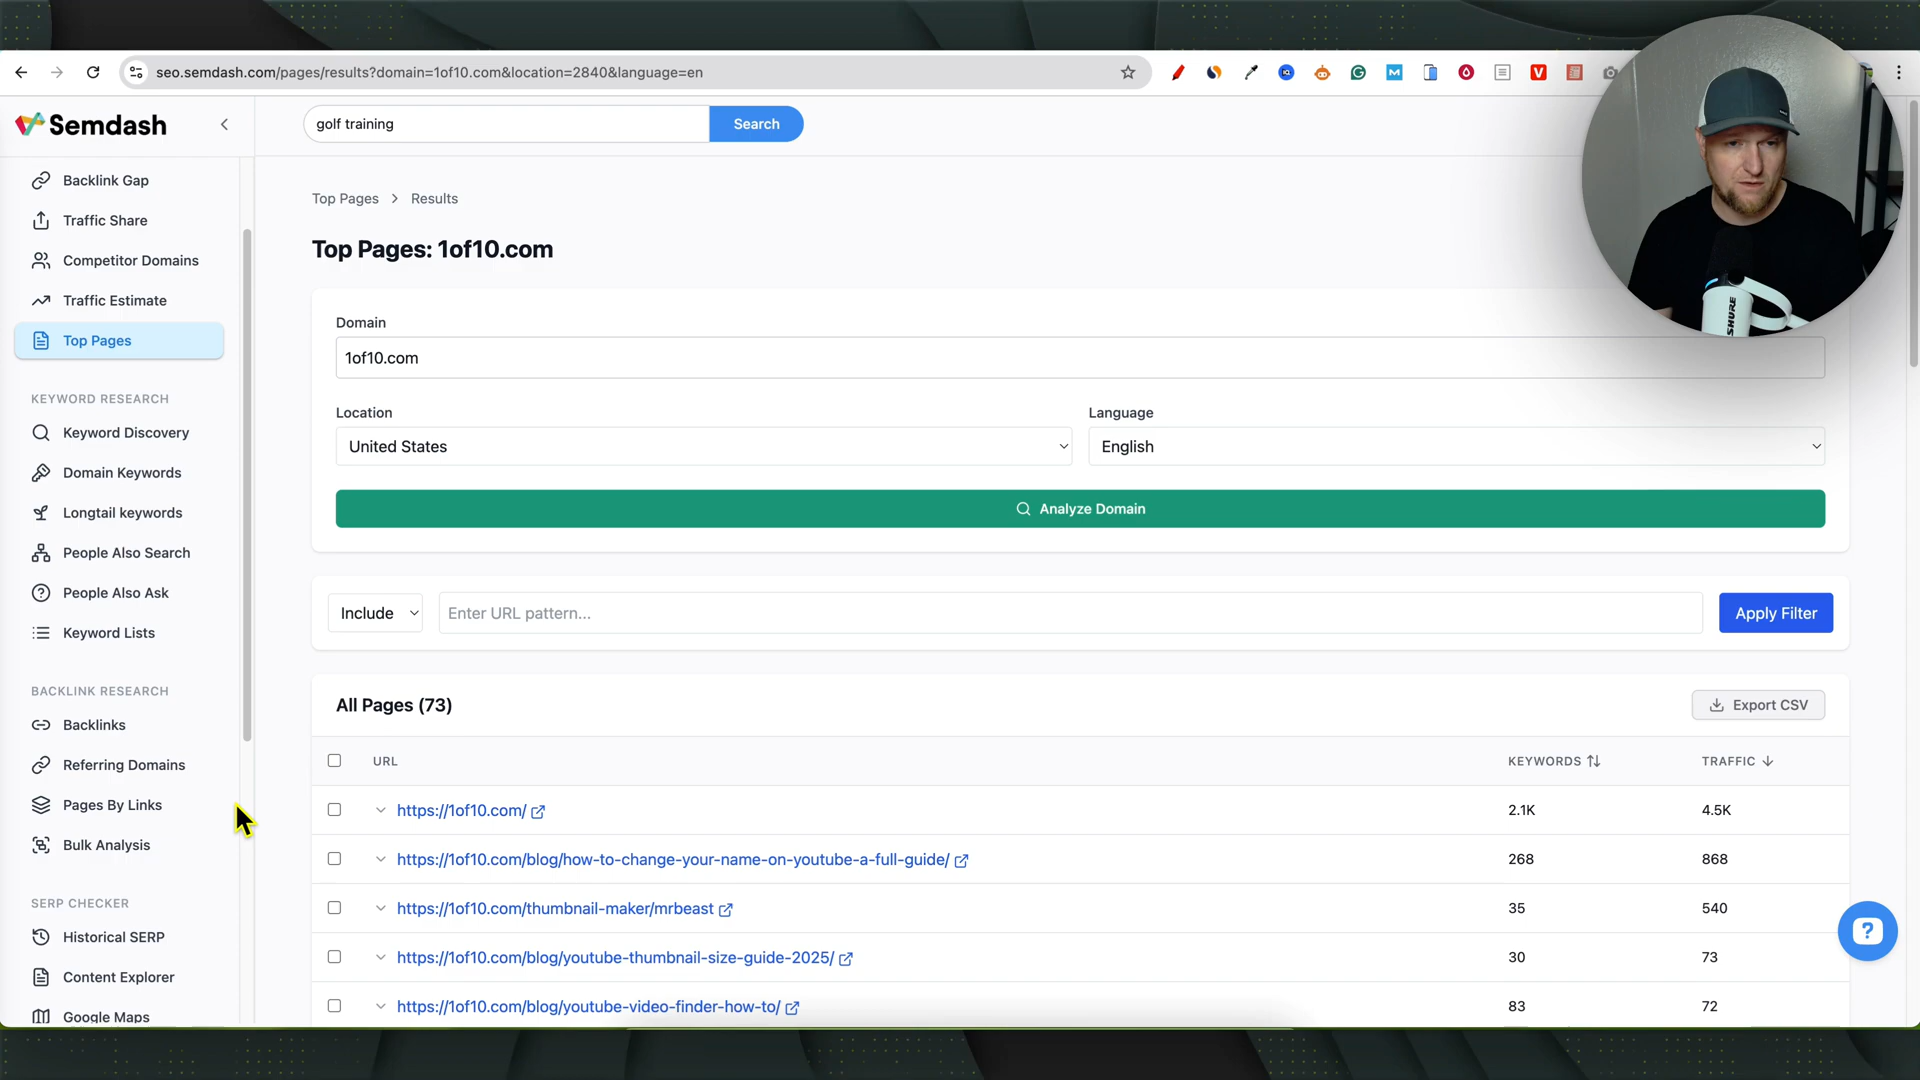 seo.semdash.com/pages/results?domain=1of10.com&location=2840&language=en
Semdash
golf training
Search
Backlink Gap
Traffic Share
Competitor Domains
Traffic Estimate
Top Pages
KEYWORD RESEARCH
Keyword Discovery
Domain Keywords
Longtail keywords
People Also Search
People Also Ask
Keyword Lists
BACKLINK RESEARCH
Backlinks
Referring Domains
Pages By Links
Bulk Analysis
SERP CHECKER
Historical SERP
Content Explorer
Google Maps
Top Pages > Results
Top Pages: 1of10.com
Domain
1of10.com
Location
Language
United States
English
Analyze Domain
Include
Enter URL pattern...
Apply Filter
All Pages (73)
Export CSV
URL KEYWORDS TRAFFIC
https://1of10.com/ 2.1K 4.5K
https://1of10.com/blog/how-to-change-your-name-on-youtube-a-full-guide/ 268 868
https://1of10.com/thumbnail-maker/mrbeast 35 540
https://1of10.com/blog/youtube-thumbnail-size-guide-2025/ 30 73
https://1of10.com/blog/youtube-video-finder-how-to/ 83 72
?
SHURE